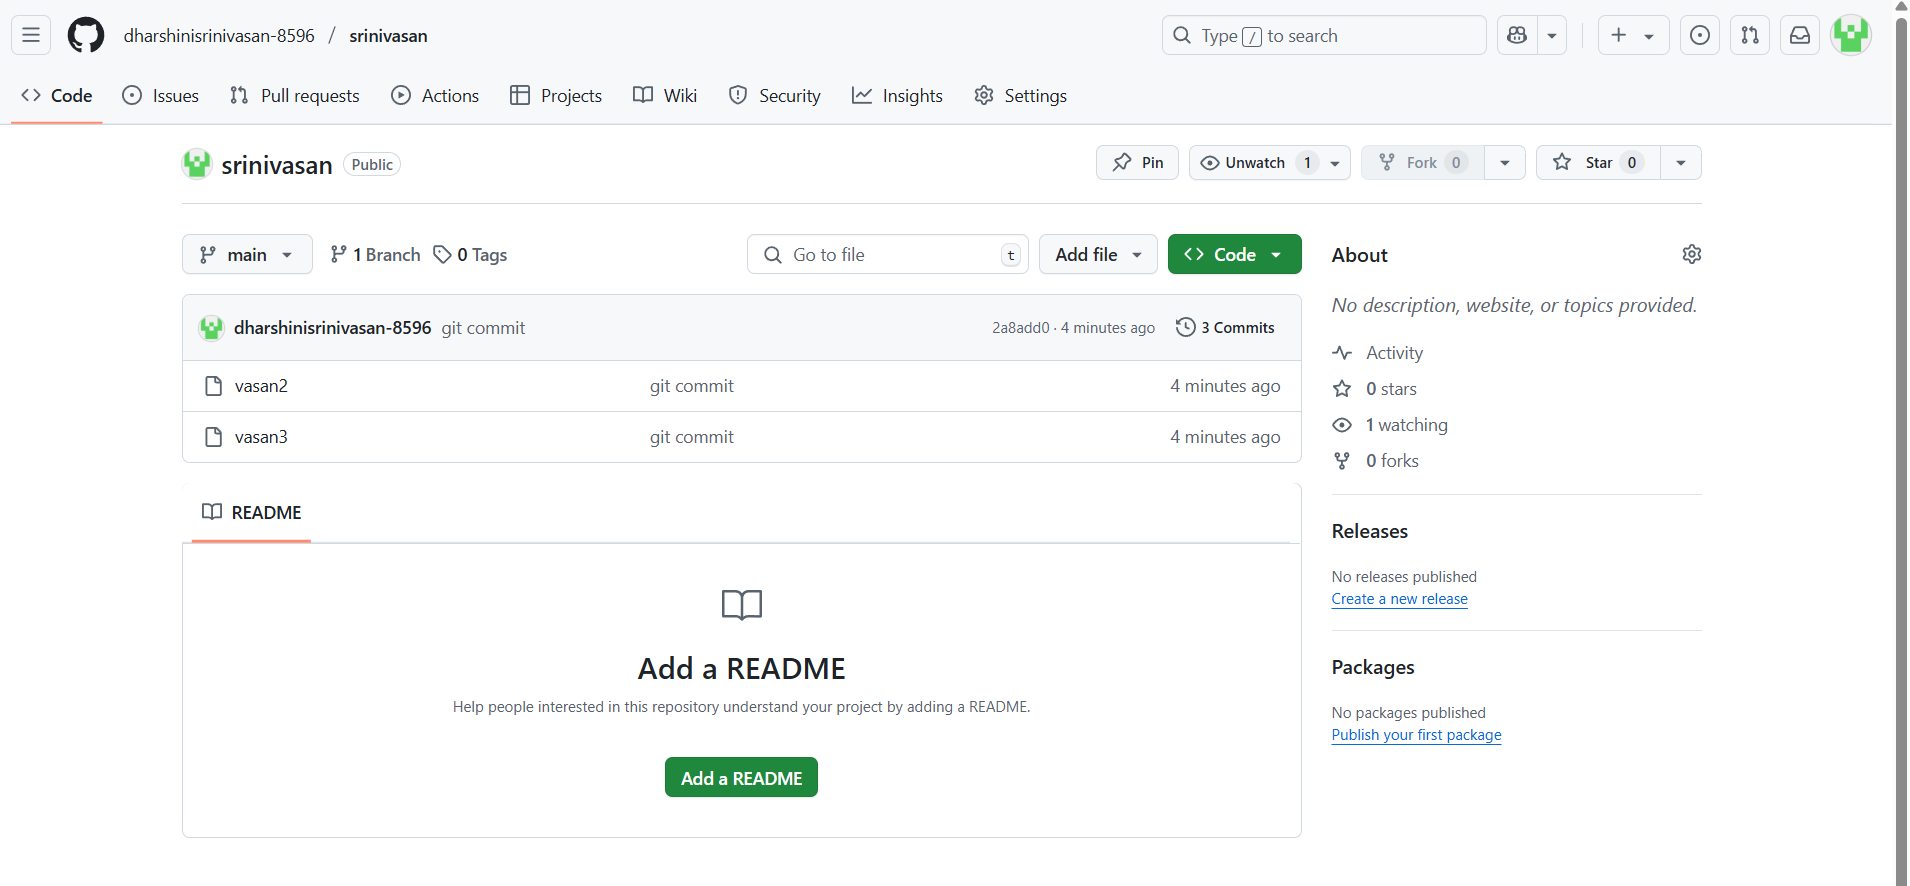 dharshinisrinivasan-8596 / srinivasan
Type / to search
Code Issues Pull requests Actions Projects Wiki Security Insights Settings
srinivasan Public
Pin Unwatch 1 Fork 0 Star 0
main 1 Branch 0 Tags Go to file t Add file Code
dharshinisrinivasan-8596 git commit 2a8add0 · 4 minutes ago 3 Commits
vasan2 git commit 4 minutes ago
vasan3 git commit 4 minutes ago
README
Add a README
Help people interested in this repository understand your project by adding a README.
Add a README
About
No description, website, or topics provided.
Activity
0 stars
1 watching
0 forks
Releases
No releases published
Create a new release
Packages
No packages published
Publish your first package